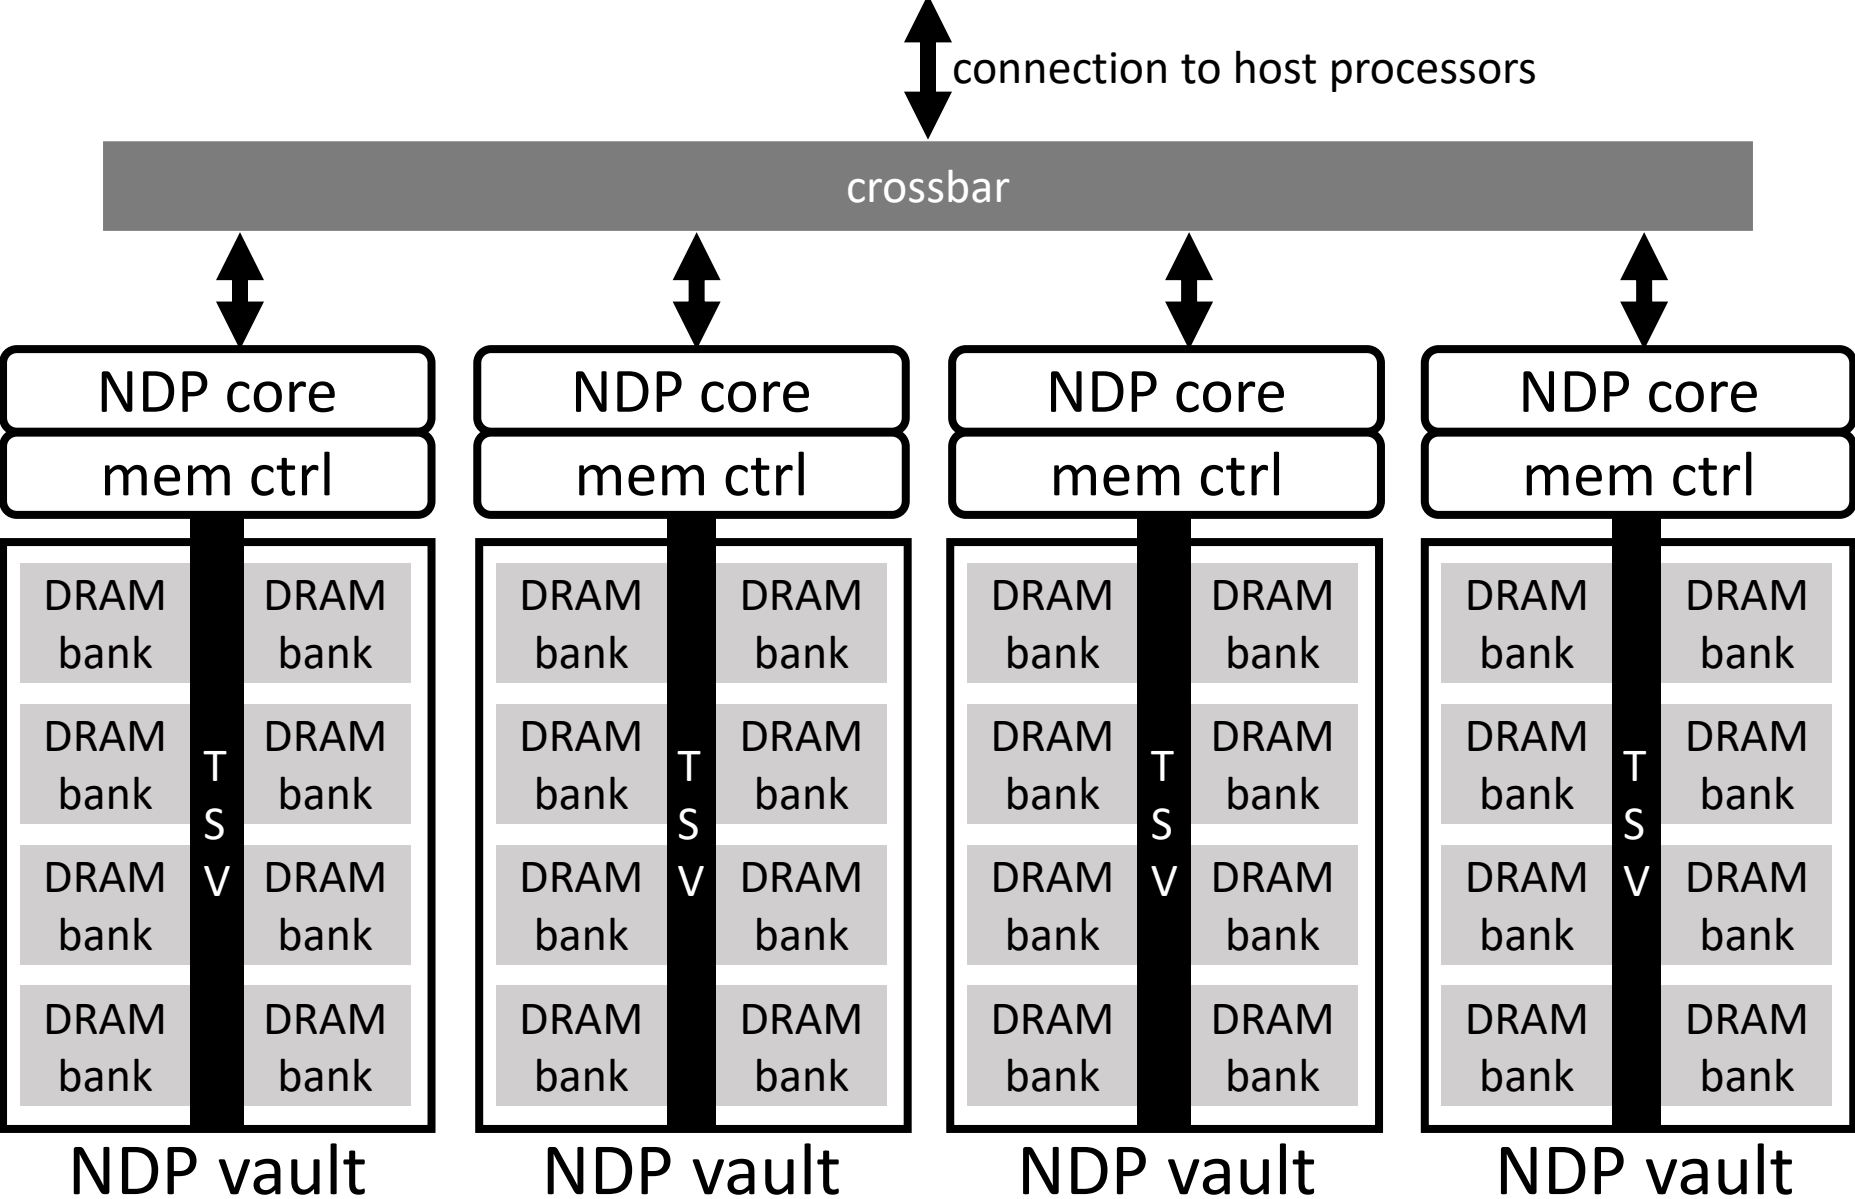 connection to host processors
crossbar
NDP core NDP core NDP core NDP core
mem ctrl mem ctrl mem ctrl mem ctrl
DRAM DRAM DRAM DRAM DRAM DRAM DRAM DRAM
bank bank bank bank bank bank bank bank
DRAM DRAM DRAM DRAM DRAM DRAM DRAM DRAM
T T T T
bank bank bank bank bank bank bank bank
S S S S
DRAM DRAM DRAM DRAM DRAM DRAM DRAM DRAM
V V V V
bank bank bank bank bank bank bank bank
DRAM DRAM DRAM DRAM DRAM DRAM DRAM DRAM
bank bank bank bank bank bank bank bank
NDP vault NDP vault NDP vault NDP vault